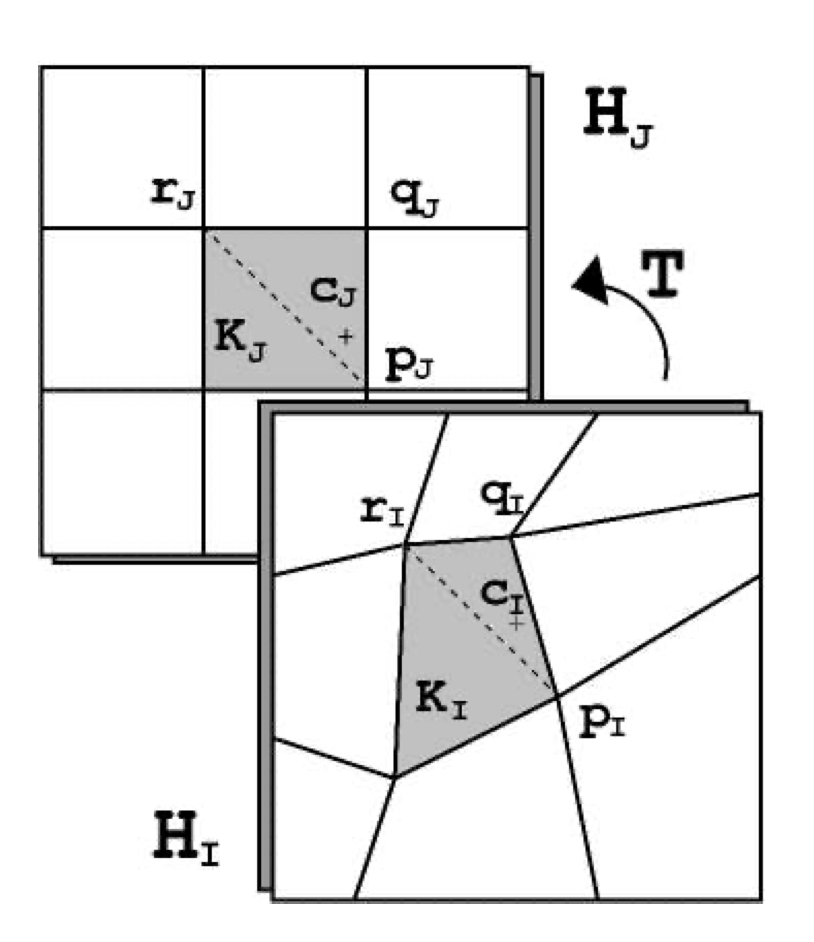 H_J
r_J q_J
T
c_J
K_J p_J
r_I q_I
c_I
K_I p_I
H_I